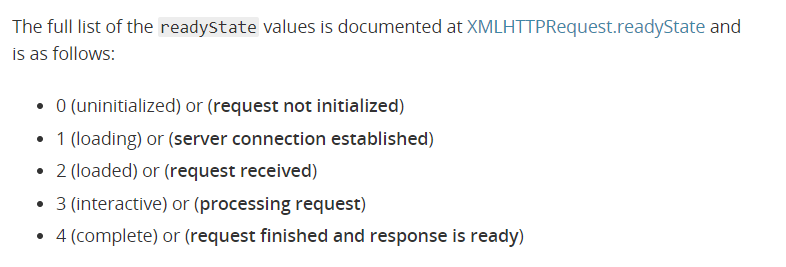 The full list of the readyState values is documented at XMLHTTPRequest.readyState and
is as follows:
• 0 (uninitialized) or (request not initialized)
• 1 (loading) or (server connection established)
• 2 (loaded) or (request received)
• 3 (interactive) or (processing request)
• 4 (complete) or (request finished and response is ready)